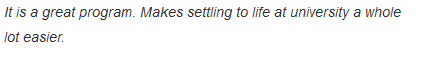 It is a great program. Makes settling to life at university a whole
lot easier.